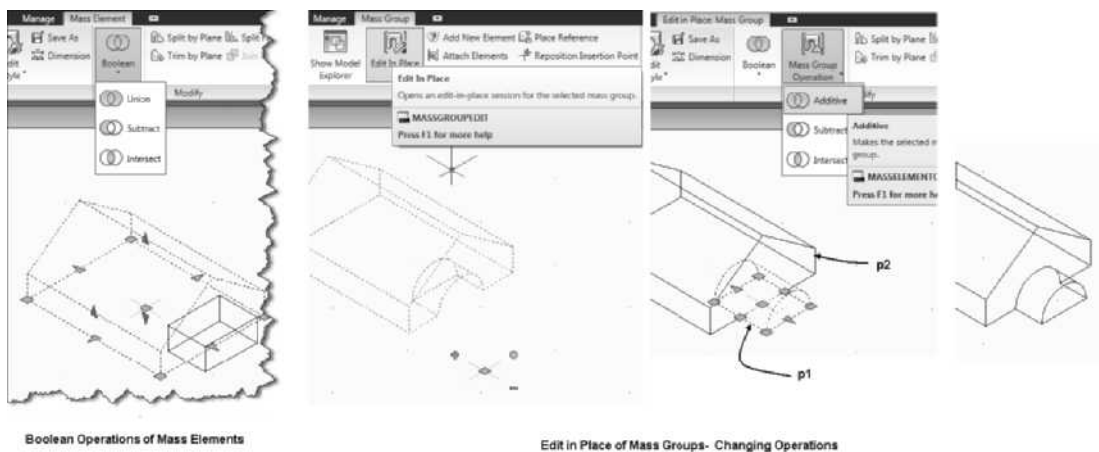 Manage Mass Element
Save As
Dimension
Boolean
Split by Plane
Trim by Plane
Modify
Union
Subtract
Intersect
Boolean Operations of Mass Elements
Manage Mass Group
Show Model
Explorer
Edit In Place
Add New Element
Place Reference
Attach Elements
Reposition Insertion Point
Edit In Place
Opens an edit-in-place session for the selected mass group.
MASSGROUPEDIT
Press F1 for more help
Edit in Place: Mass Group
Save As
Dimension
Boolean
Mass Group
Operation
Split by Plane
Trim by Plane
Additive
Subtract
Intersect
Additive
Makes the selected
group.
MASSELEMENTO
Press F1 for more
p2
p1
Edit in Place of Mass Groups- Changing Operations